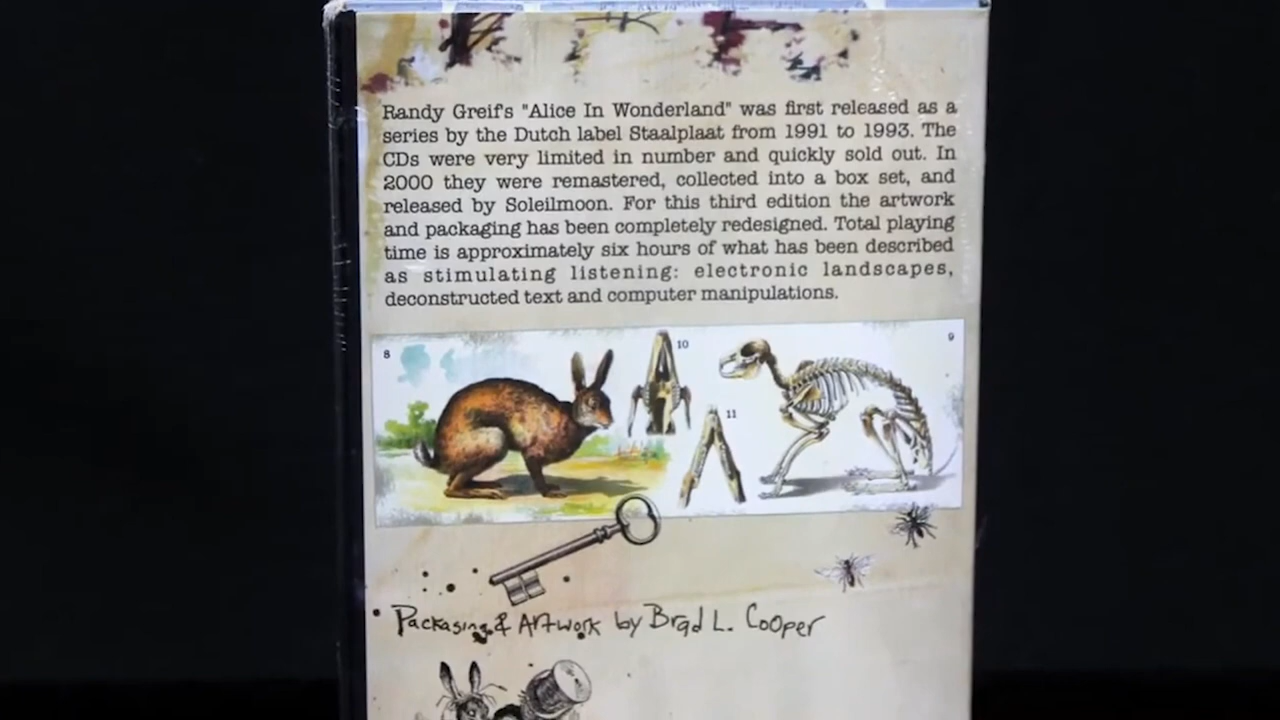 Randy Greif's "Alice In Wonderland" was first released as a
series by the Dutch label Staalplaat from 1991 to 1993. The
CDs were very limited in number and quickly sold out. In
2000 they were remastered, collected into a box set, and
released by Soleilmoon. For this third edition the artwork
and packaging has been completely redesigned. Total playing
time is approximately six hours of what has been described
as stimulating listening: electronic landscapes,
deconstructed text and computer manipulations.
8
10
9
11
Packasing & Artwork by Brad L. Cooper